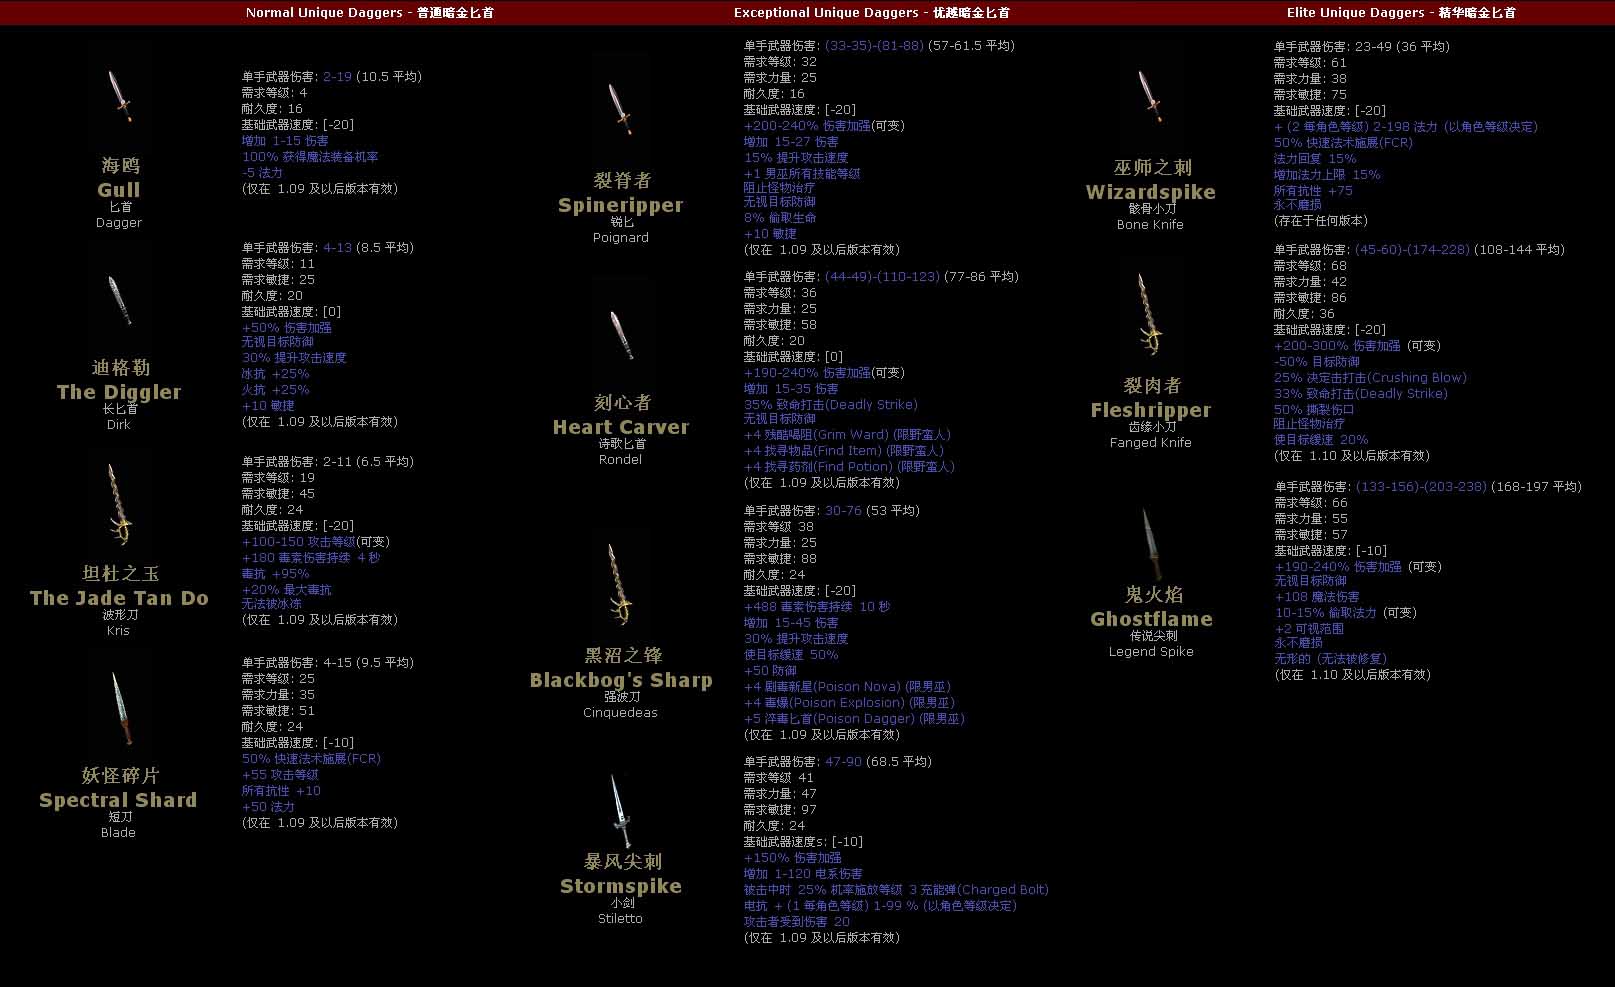 Normal Unique Daggers - 普通暗金匕首
海鸥
Gull
匕首
Dagger
单手武器伤害: 2-19 (10.5 平均)
需求等级: 4
耐久度: 16
基础武器速度: [-20]
增加 1-15 伤害
100% 获得魔法装备机率
-5 法力
(仅在 1.09 及以后版本有效)
迪格勒
The Diggler
长匕首
Dirk
单手武器伤害: 4-13 (8.5 平均)
需求等级: 11
需求敏捷: 25
耐久度: 20
基础武器速度: [0]
+50% 伤害加强
无视目标防御
30% 提升攻击速度
冰抗 +25%
火抗 +25%
+10 敏捷
(仅在 1.09 及以后版本有效)
坦杜之玉
The Jade Tan Do
波形刀
Kris
单手武器伤害: 2-11 (6.5 平均)
需求等级: 19
需求敏捷: 45
耐久度: 24
基础武器速度: [-20]
+100-150 攻击等级(可变)
+180 毒素伤害持续 4 秒
毒抗 +95%
+20% 最大毒抗
无法被冰冻
(仅在 1.09 及以后版本有效)
妖怪碎片
Spectral Shard
短刀
Blade
单手武器伤害: 4-15 (9.5 平均)
需求等级: 25
需求力量: 35
需求敏捷: 51
耐久度: 24
基础武器速度: [-10]
50% 快速法术施展(FCR)
+55 攻击等级
所有抗性 +10
+50 法力
(仅在 1.09 及以后版本有效)
Exceptional Unique Daggers - 优越暗金匕首
裂脊者
Spineripper
锐匕
Poignard
单手武器伤害: (33-35)-(81-88) (57-61.5 平均)
需求等级: 32
需求力量: 25
耐久度: 16
基础武器速度: [-20]
+200-240% 伤害加强(可变)
增加 15-27 伤害
15% 提升攻击速度
+1 男巫所有技能等级
阻止怪物治疗
无视目标防御
8% 偷取生命
+10 敏捷
(仅在 1.09 及以后版本有效)
刻心者
Heart Carver
诗歌匕首
Rondel
单手武器伤害: (44-49)-(110-123) (77-86 平均)
需求等级: 36
需求力量: 25
需求敏捷: 58
耐久度: 20
基础武器速度: [0]
+190-240% 伤害加强(可变)
增加 15-35 伤害
35% 致命打击(Deadly Strike)
无视目标防御
+4 残酷喝阻(Grim Ward) (限野蛮人)
+4 找寻物品(Find Item) (限野蛮人)
+4 找寻药剂(Find Potion) (限野蛮人)
(仅在 1.09 及以后版本有效)
黑沼之锋
Blackbog's Sharp
强波刀
Cinquedeas
单手武器伤害: 30-76 (53 平均)
需求等级 38
需求力量: 25
需求敏捷: 88
耐久度: 24
基础武器速度: [-20]
+488 毒素伤害持续 10 秒
增加 15-45 伤害
30% 提升攻击速度
使目标缓速 50%
+50 防御
+4 剧毒新星(Poison Nova) (限男巫)
+4 毒爆(Poison Explosion) (限男巫)
+5 淬毒匕首(Poison Dagger) (限男巫)
(仅在 1.09 及以后版本有效)
暴风尖刺
Stormspike
小剑
Stiletto
单手武器伤害: 47-90 (68.5 平均)
需求等级 41
需求力量: 47
需求敏捷: 97
耐久度: 24
基础武器速度s: [-10]
+150% 伤害加强
增加 1-120 电系伤害
被击中时 25% 机率施放等级 3 充能弹(Charged Bolt)
电抗 + (1 每角色等级) 1-99 % (以角色等级决定)
攻击者受到伤害 20
(仅在 1.09 及以后版本有效)
Elite Unique Daggers - 精华暗金匕首
巫师之刺
Wizardspike
骸骨小刀
Bone Knife
单手武器伤害: 23-49 (36 平均)
需求等级: 61
需求力量: 38
需求敏捷: 75
基础武器速度: [-20]
+ (2 每角色等级) 2-198 法力 (以角色等级决定)
50% 快速法术施展(FCR)
法力回复 15%
增加法力上限 15%
所有抗性 +75
永不磨损
(存在于任何版本)
裂肉者
Fleshripper
齿缘小刀
Fanged Knife
单手武器伤害: (45-60)-(174-228) (108-144 平均)
需求等级: 68
需求力量: 42
需求敏捷: 86
耐久度: 36
基础武器速度: [-20]
+200-300% 伤害加强 (可变)
-50% 目标防御
25% 决定击打击(Crushing Blow)
33% 致命打击(Deadly Strike)
50% 撕裂伤口
阻止怪物治疗
使目标缓速 20%
(仅在 1.10 及以后版本有效)
鬼火焰
Ghostflame
传说尖刺
Legend Spike
单手武器伤害: (133-156)-(203-238) (168-197 平均)
需求等级: 66
需求力量: 55
需求敏捷: 57
基础武器速度: [-10]
+190-240% 伤害加强 (可变)
无视目标防御
+108 魔法伤害
10-15% 偷取法力 (可变)
+2 可视范围
永不磨损
无形的 (无法被修复)
(仅在 1.10 及以后版本有效)